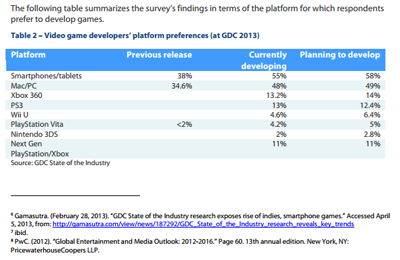 The following table summarizes the survey's findings in terms of the platform for which respondents
prefer to develop games.
Table 2 – Video game developers' platform preferences (at GDC 2013)
Platform Previous release Currently developing Planning to develop
Smartphones/tablets 38% 55% 58%
Mac/PC 34.6% 48% 49%
Xbox 360 13.2% 14%
PS3 13% 12.4%
Wii U 4.6% 6.4%
PlayStation Vita <2% 4.2% 5%
Nintendo 3DS 2% 2.8%
Next Gen 11% 11%
PlayStation/Xbox
Source: GDC State of the Industry
6 Gamasutra. (February 28, 2013). "GDC State of the Industry research exposes rise of indies, smartphone games." Accessed April
5, 2013, from: http://gamasutra.com/view/news/187292/GDC_State_of_the_Industry_research_reveals_key_trends
7 ibid.
8 PwC. (2012). "Global Entertainment and Media Outlook: 2012-2016." Page 60. 13th annual edition. New York, NY:
PricewaterhouseCoopers LLP.